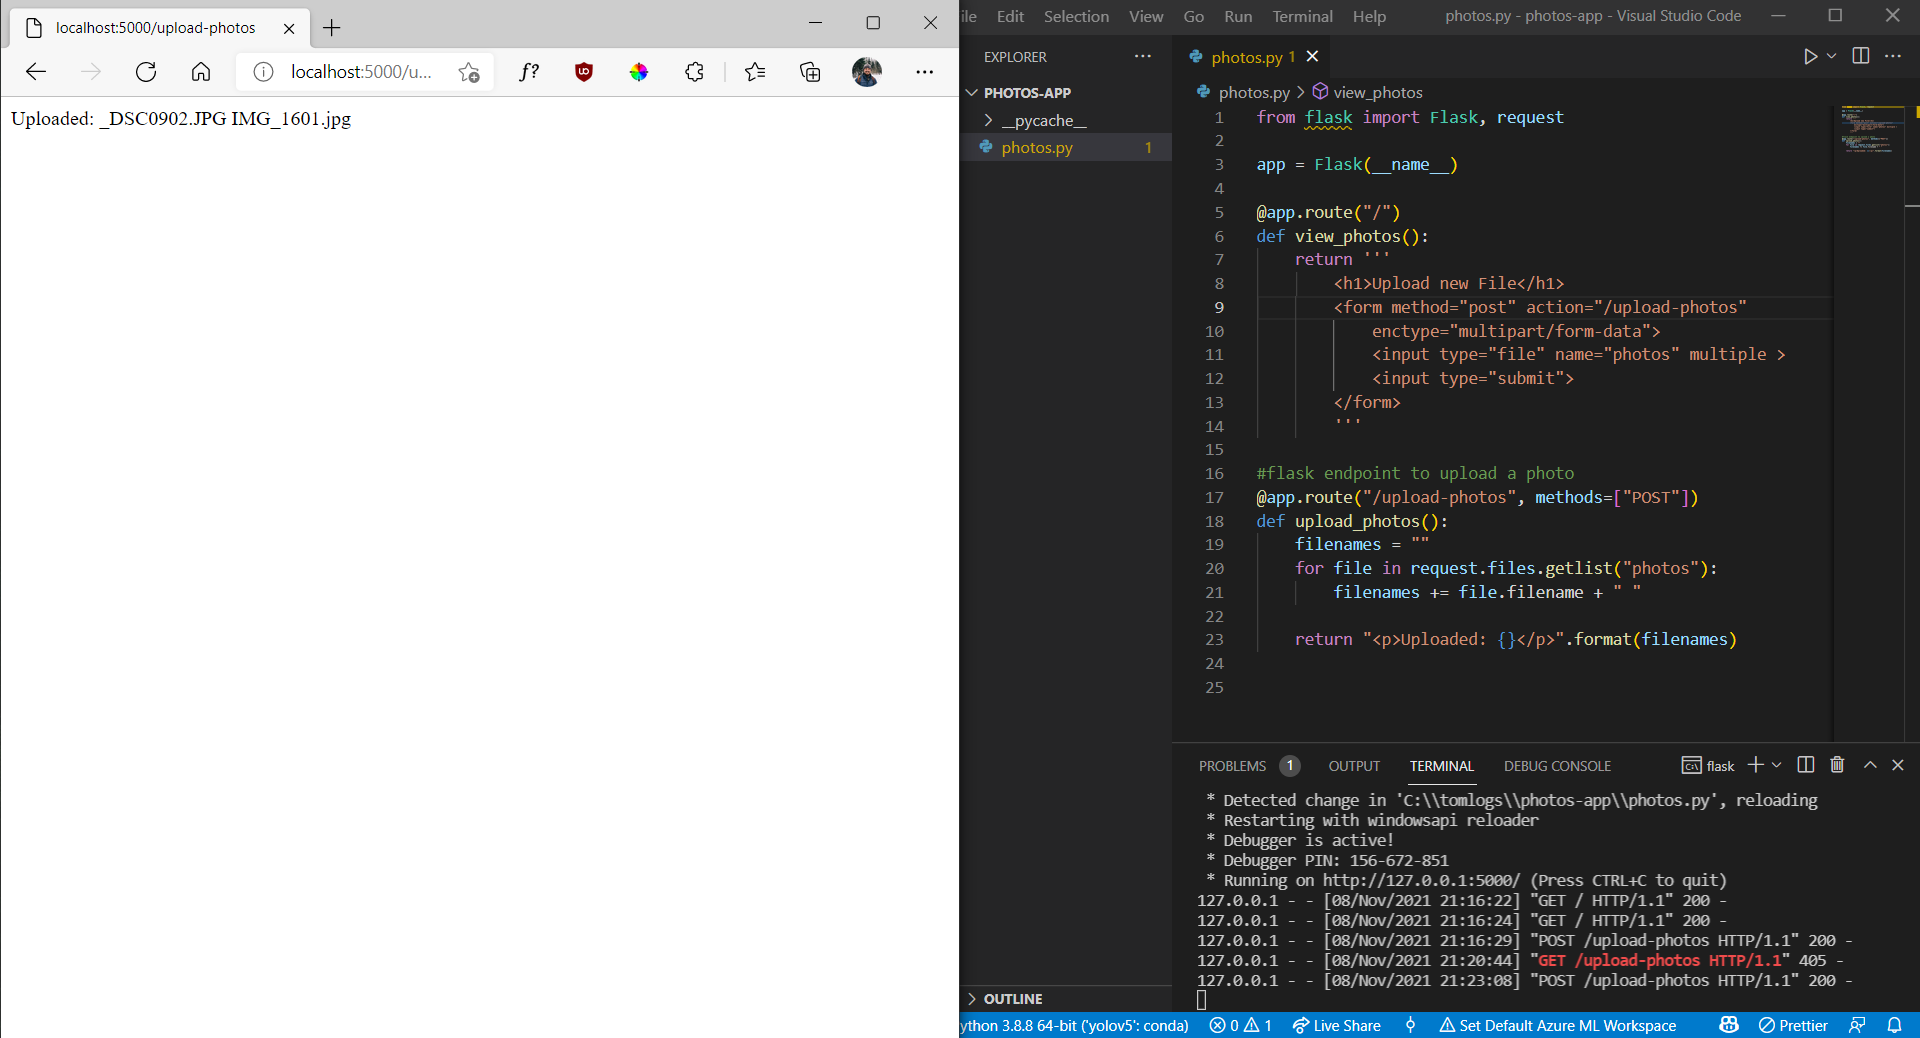 localhost:5000/upload-photos
localhost:5000/u...
Uploaded: _DSC0902.JPG IMG_1601.jpg
Edit Selection View Go Run Terminal Help
photos.py - photos-app - Visual Studio Code
EXPLORER
PHOTOS-APP
__pycache__
photos.py 1
photos.py 1
photos.py > view_photos
1 from flask import Flask, request
2
3 app = Flask(__name__)
4
5 @app.route("/")
6 def view_photos():
7 return '''
8 <h1>Upload new File</h1>
9 <form method="post" action="/upload-photos"
10 enctype="multipart/form-data">
11 <input type="file" name="photos" multiple >
12 <input type="submit">
13 </form>
14 '''
15
16 #flask endpoint to upload a photo
17 @app.route("/upload-photos", methods=["POST"])
18 def upload_photos():
19 filenames = ""
20 for file in request.files.getlist("photos"):
21 filenames += file.filename + " "
22
23 return "<p>Uploaded: {}</p>".format(filenames)
24
25
PROBLEMS 1 OUTPUT TERMINAL DEBUG CONSOLE flask
* Detected change in 'C:\\tomlogs\\photos-app\\photos.py', reloading
* Restarting with windowsapi reloader
* Debugger is active!
* Debugger PIN: 156-672-851
* Running on http://127.0.0.1:5000/ (Press CTRL+C to quit)
127.0.0.1 - - [08/Nov/2021 21:16:22] "GET / HTTP/1.1" 200 -
127.0.0.1 - - [08/Nov/2021 21:16:24] "GET / HTTP/1.1" 200 -
127.0.0.1 - - [08/Nov/2021 21:16:29] "POST /upload-photos HTTP/1.1" 200 -
127.0.0.1 - - [08/Nov/2021 21:20:44] "GET /upload-photos HTTP/1.1" 405 -
127.0.0.1 - - [08/Nov/2021 21:23:08] "POST /upload-photos HTTP/1.1" 200 -
OUTLINE
ython 3.8.8 64-bit ('yolov5': conda) 0 1 Live Share Set Default Azure ML Workspace Prettier